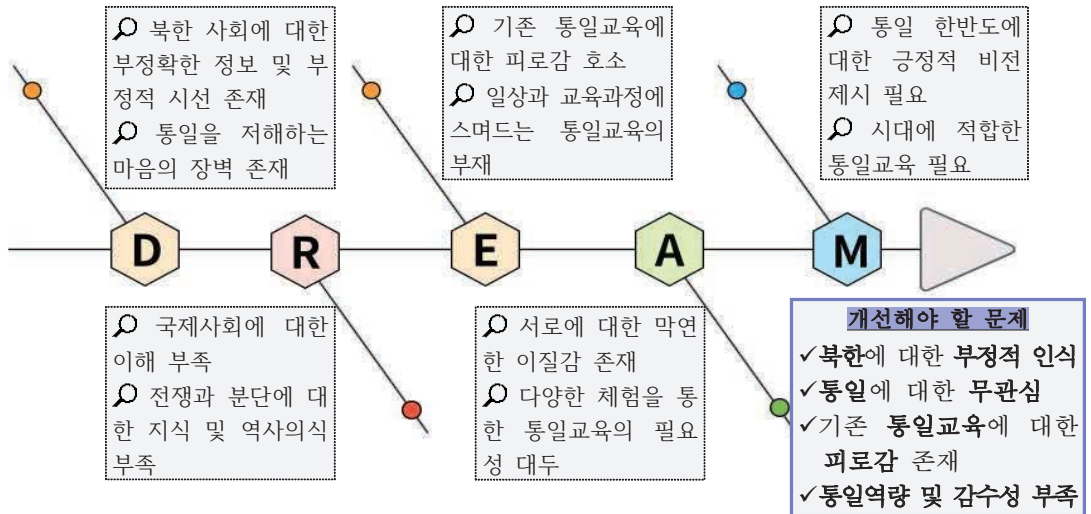 🔎 북한 사회에 대한
부정확한 정보 및 부
정적 시선 존재
🔎 통일을 저해하는
마음의 장벽 존재
🔎 기존 통일교육에
대한 피로감 호소
🔎 일상과 교육과정에
스며드는 통일교육의
부재
🔎 통일 한반도에
대한 긍정적 비전
제시 필요
🔎 시대에 적합한
통일교육 필요
D R E A M
🔎 국제사회에 대한
이해 부족
🔎 전쟁과 분단에 대
한 지식 및 역사의식
부족
🔎 서로에 대한 막연
한 이질감 존재
🔎 다양한 체험을 통
한 통일교육의 필요
성 대두
개선해야 할 문제
✓북한에 대한 부정적 인식
✓통일에 대한 무관심
✓기존 통일교육에 대한
피로감 존재
✓통일역량 및 감수성 부족